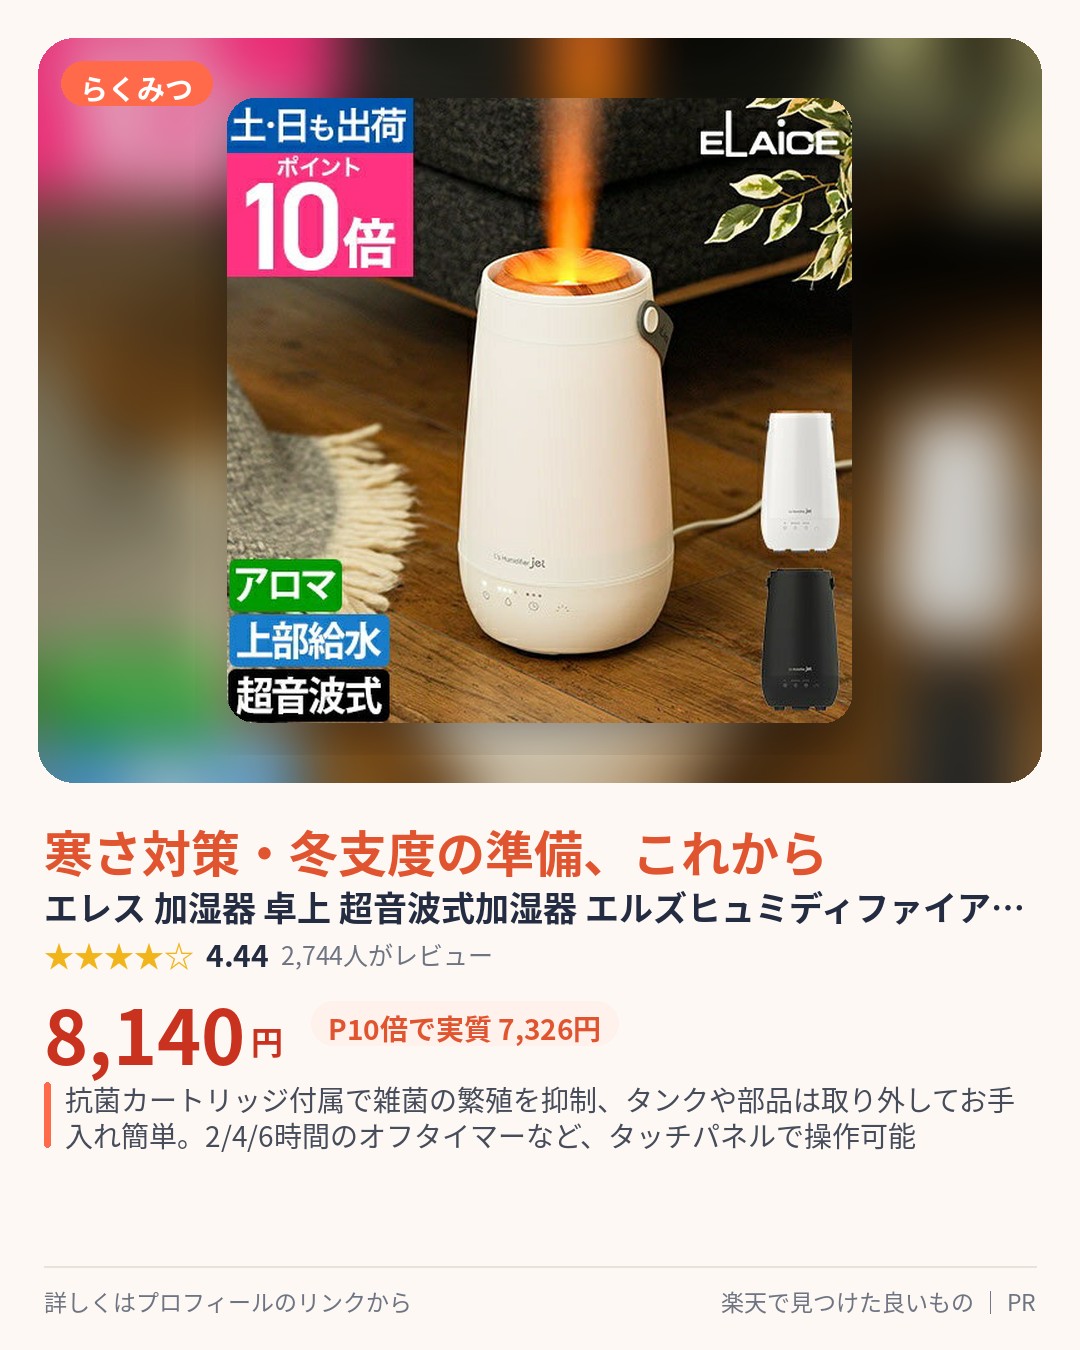 らくみつ
土・日も出荷
ポイント
10倍
ELAiCE
アロマ
上部給水
超音波式
L's Humidifier jet
寒さ対策・冬支度の準備、これから
エレス 加湿器 卓上 超音波式加湿器 エルズヒュミディファイア…
★★★★☆ 4.44 2,744人がレビュー
8,140円 P10倍で実質 7,326円
抗菌カートリッジ付属で雑菌の繁殖を抑制、タンクや部品は取り外してお手
入れ簡単。2/4/6時間のオフタイマーなど、タッチパネルで操作可能
詳しくはプロフィールのリンクから
楽天で見つけた良いもの｜PR